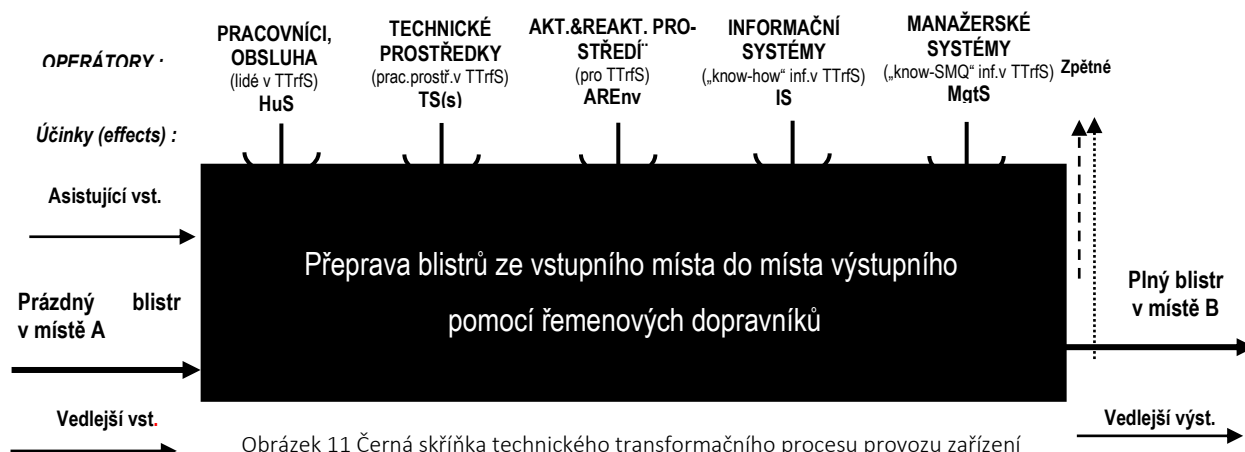 OPERÁTORY :
PRACOVNÍCI,
OBSLUHA
(lidé v TTrfS)
HuS
TECHNICKÉ
PROSTŘEDKY
(prac.prostř.v TTrfS)
TS(s)
AKT.&REAKT. PRO-
STŘEDÍ¨
(pro TTrfS)
AREnv
INFORMAČNÍ
SYSTÉMY
(„know-how“ inf.v TTrfS)
IS
MANAŽERSKÉ
SYSTÉMY
(„know-SMQ“ inf.v TTrfS)
MgtS
Zpětné
Účinky (effects) :
Asistující vst.
Prázdný blistr
v místě A
Vedlejší vst.
Přeprava blistrů ze vstupního místa do místa výstupního
pomocí řemenových dopravníků
Plný blistr
v místě B
Vedlejší výst.
Obrázek 11 Černá skříňka technického transformačního procesu provozu zařízení